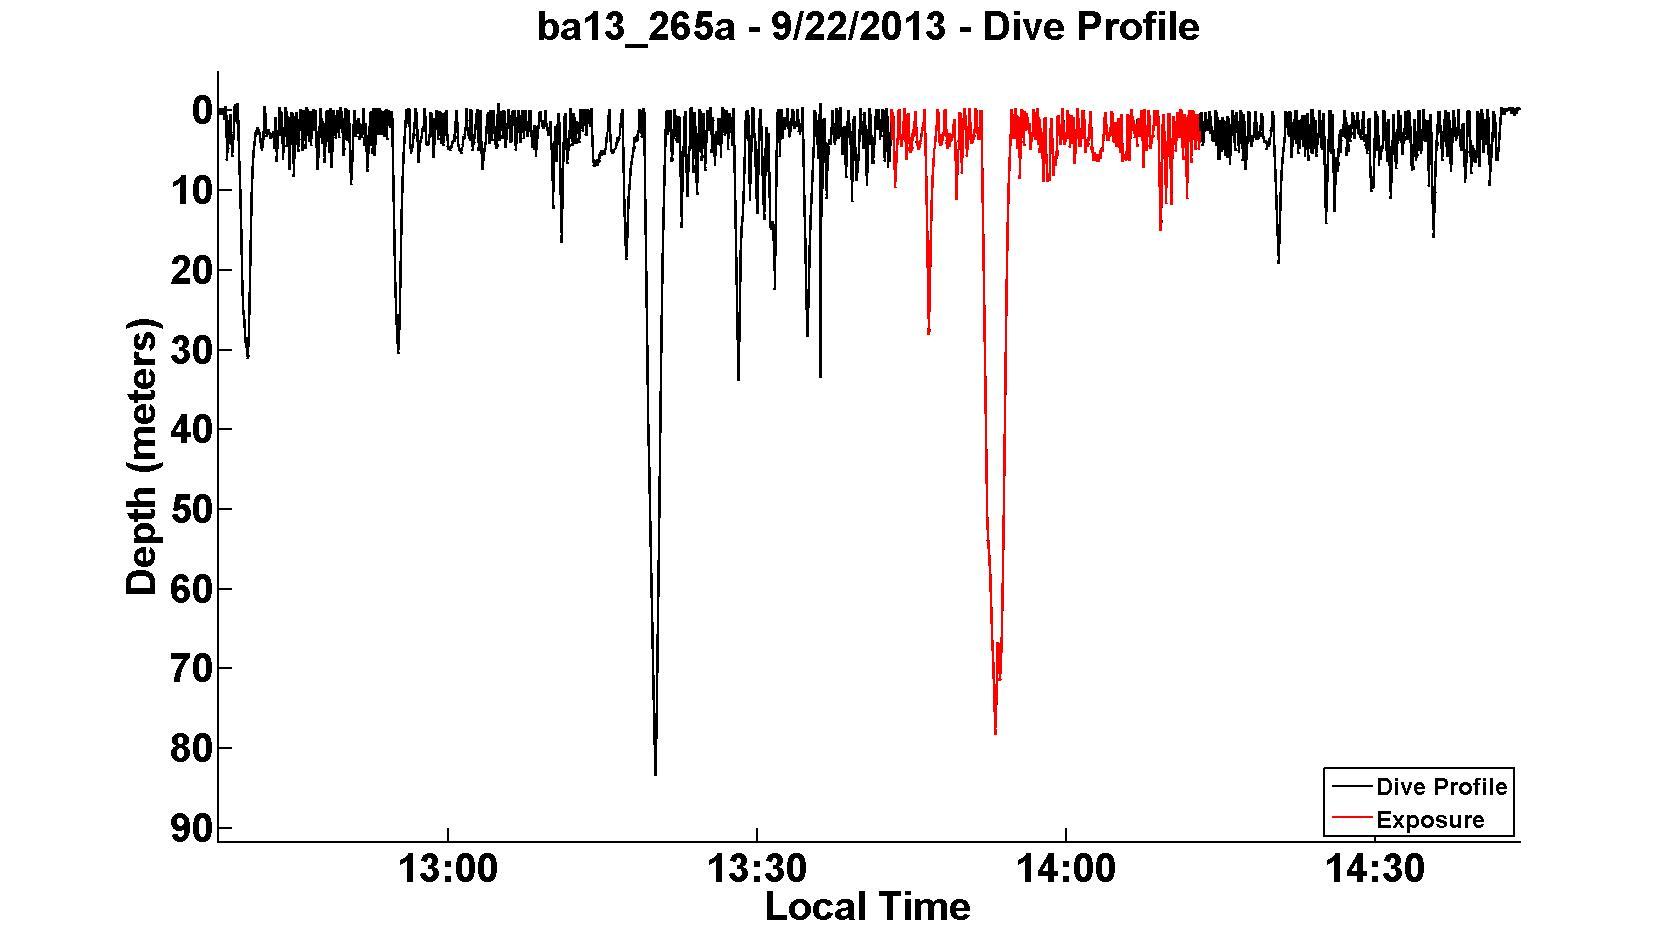 ba13_265a - 9/22/2013 - Dive Profile
0
10
20
30
40
50
60
70
80
90
Depth (meters)
13:00 13:30 14:00 14:30
Local Time
Dive Profile
Exposure